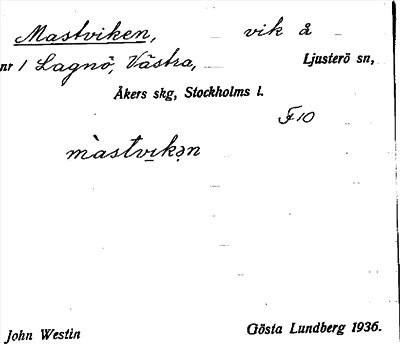 Mastviken, vik å
nr 1 Lagnö, Västra, Ljusterö sn,
Åkers skg, Stockholms l.
F10
màstvikən
John Westin Gösta Lundberg 1936.